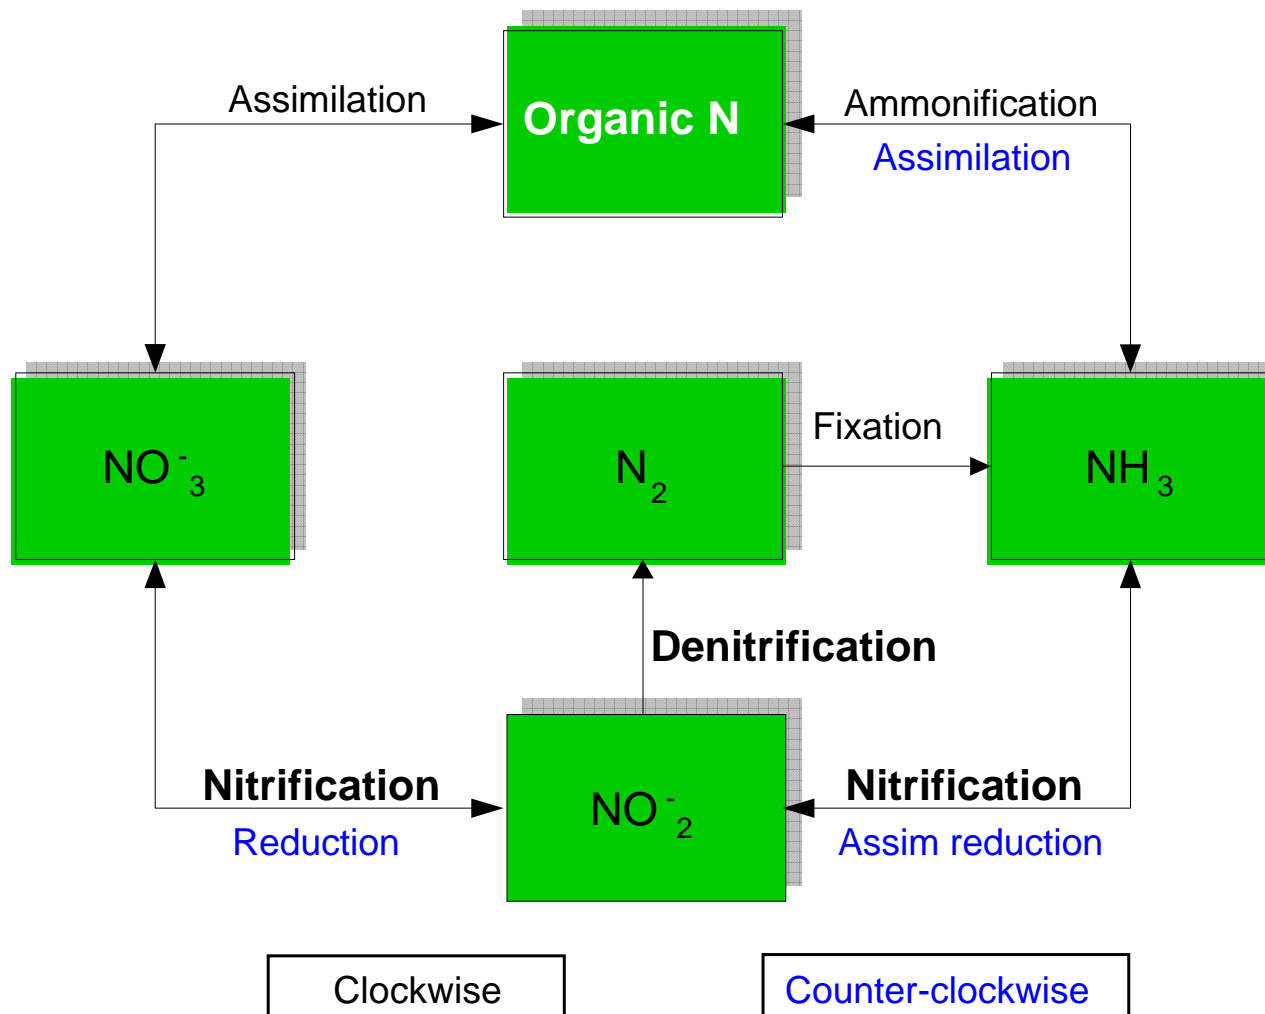 Assimilation
Organic N
Ammonification
Assimilation
NO⁻₃
N₂
Fixation
NH₃
Denitrification
Nitrification
Reduction
NO⁻₂
Nitrification
Assim reduction
Clockwise
Counter-clockwise